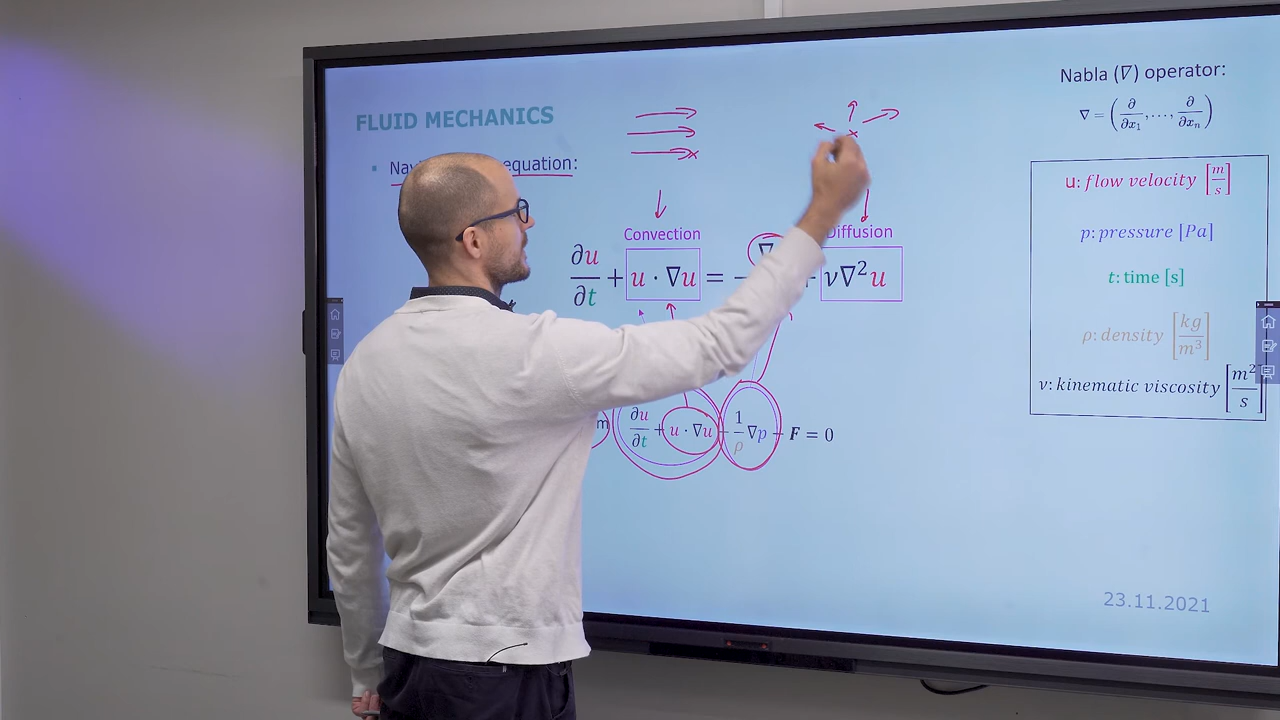 FLUID MECHANICS
equation:
Convection
Diffusion
∂u/∂t + u · ∇u = − ∇ + ν∇²u
∂u/∂t + u · ∇u − 1/ρ ∇p − F = 0
Nabla (∇) operator:
∇ = (∂/∂x₁, . . . , ∂/∂xₙ)
u: flow velocity [m/s]
p: pressure [Pa]
t: time [s]
ρ: density [kg/m³]
ν: kinematic viscosity [m²/s]
23.11.2021